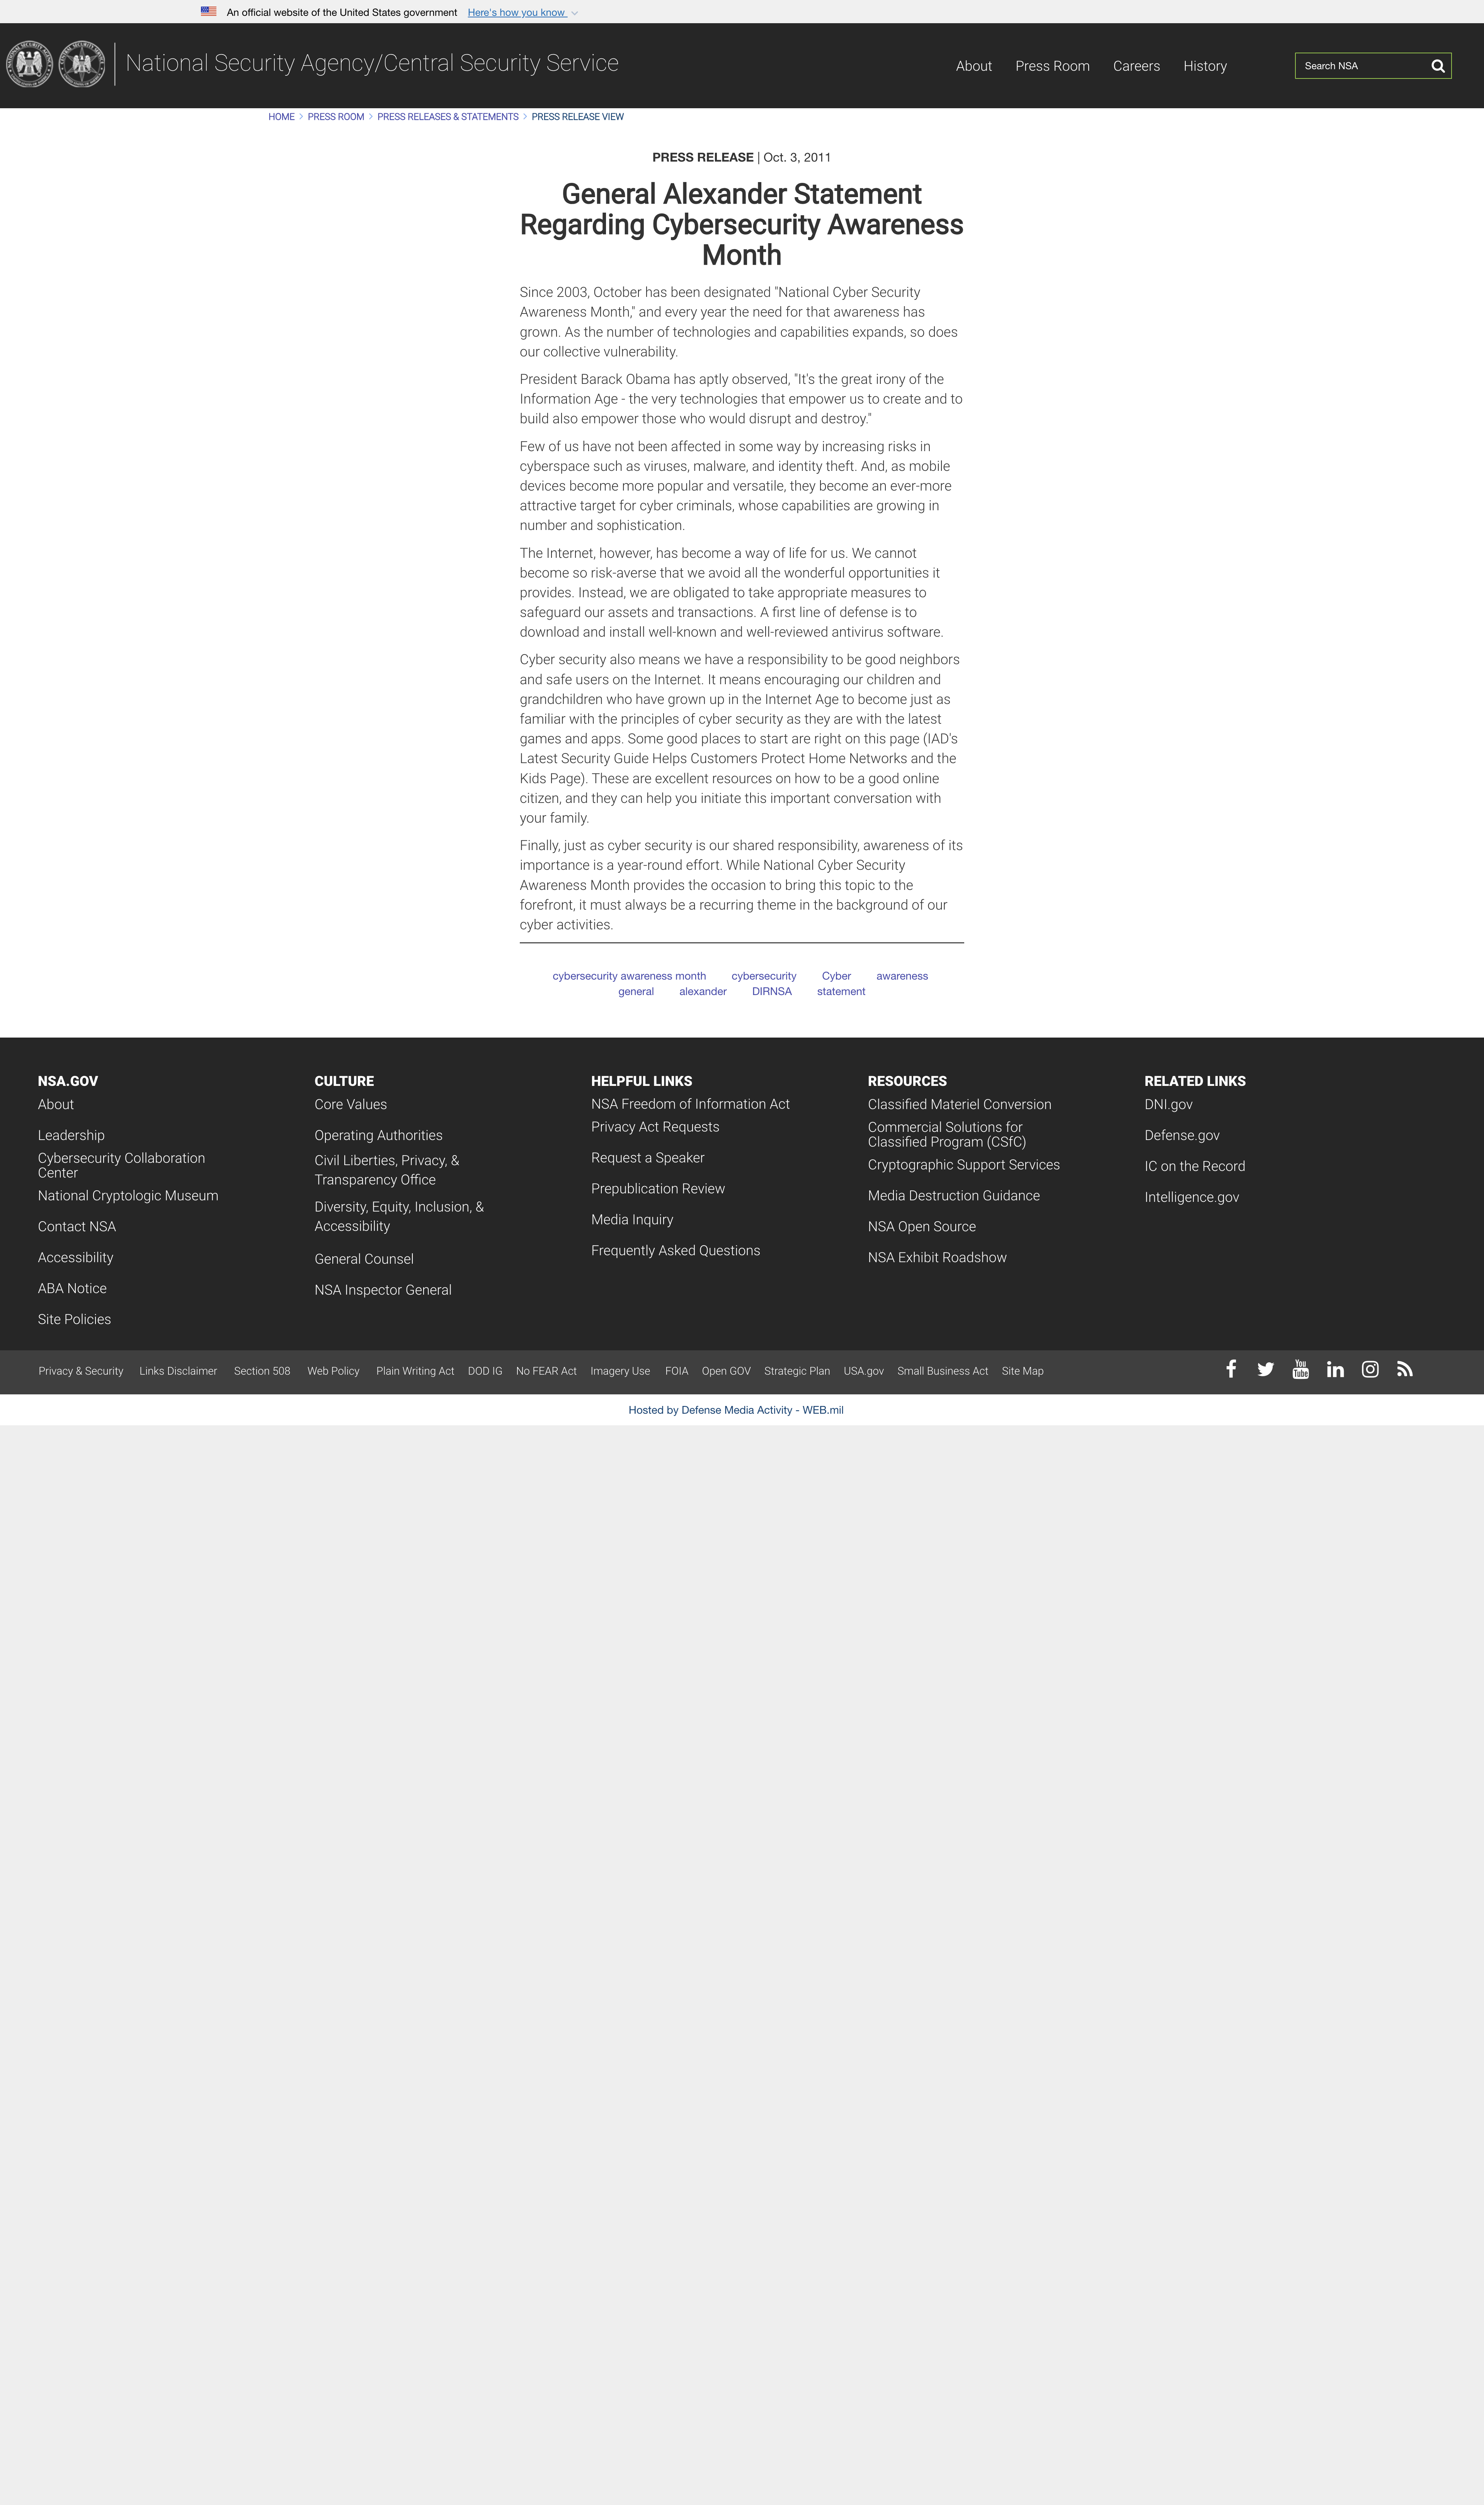 An official website of the United States government Here's how you know
National Security Agency/Central Security Service
About Press Room Careers History
Search NSA
HOME > PRESS ROOM > PRESS RELEASES & STATEMENTS > PRESS RELEASE VIEW
PRESS RELEASE | Oct. 3, 2011
General Alexander Statement
Regarding Cybersecurity Awareness
Month
Since 2003, October has been designated "National Cyber Security
Awareness Month," and every year the need for that awareness has
grown. As the number of technologies and capabilities expands, so does
our collective vulnerability.
President Barack Obama has aptly observed, "It's the great irony of the
Information Age - the very technologies that empower us to create and to
build also empower those who would disrupt and destroy."
Few of us have not been affected in some way by increasing risks in
cyberspace such as viruses, malware, and identity theft. And, as mobile
devices become more popular and versatile, they become an ever-more
attractive target for cyber criminals, whose capabilities are growing in
number and sophistication.
The Internet, however, has become a way of life for us. We cannot
become so risk-averse that we avoid all the wonderful opportunities it
provides. Instead, we are obligated to take appropriate measures to
safeguard our assets and transactions. A first line of defense is to
download and install well-known and well-reviewed antivirus software.
Cyber security also means we have a responsibility to be good neighbors
and safe users on the Internet. It means encouraging our children and
grandchildren who have grown up in the Internet Age to become just as
familiar with the principles of cyber security as they are with the latest
games and apps. Some good places to start are right on this page (IAD's
Latest Security Guide Helps Customers Protect Home Networks and the
Kids Page). These are excellent resources on how to be a good online
citizen, and they can help you initiate this important conversation with
your family.
Finally, just as cyber security is our shared responsibility, awareness of its
importance is a year-round effort. While National Cyber Security
Awareness Month provides the occasion to bring this topic to the
forefront, it must always be a recurring theme in the background of our
cyber activities.
cybersecurity awareness month cybersecurity Cyber awareness
general alexander DIRNSA statement
NSA.GOV
About
Leadership
Cybersecurity Collaboration
Center
National Cryptologic Museum
Contact NSA
Accessibility
ABA Notice
Site Policies
CULTURE
Core Values
Operating Authorities
Civil Liberties, Privacy, &
Transparency Office
Diversity, Equity, Inclusion, &
Accessibility
General Counsel
NSA Inspector General
HELPFUL LINKS
NSA Freedom of Information Act
Privacy Act Requests
Request a Speaker
Prepublication Review
Media Inquiry
Frequently Asked Questions
RESOURCES
Classified Materiel Conversion
Commercial Solutions for
Classified Program (CSfC)
Cryptographic Support Services
Media Destruction Guidance
NSA Open Source
NSA Exhibit Roadshow
RELATED LINKS
DNI.gov
Defense.gov
IC on the Record
Intelligence.gov
Privacy & Security Links Disclaimer Section 508 Web Policy Plain Writing Act DOD IG No FEAR Act Imagery Use FOIA Open GOV Strategic Plan USA.gov Small Business Act Site Map
You
Tube
Hosted by Defense Media Activity - WEB.mil